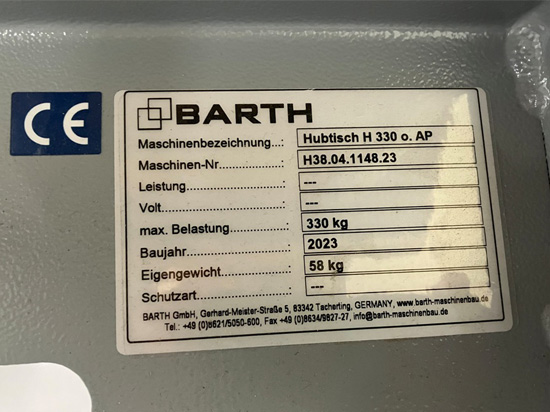 CE
BARTH
Maschinenbezeichnung...: Hubtisch H 330 o. AP
Maschinen-Nr.................: H38.04.1148.23
Leistung..........................: ---
Volt.................................: ---
max. Belastung..............: 330 kg
Baujahr..........................: 2023
Eigengewicht..................: 58 kg
Schutzart........................: ---
BARTH GmbH, Gerhard-Meister-Straße 5, 83342 Tacherting, GERMANY, www.barth-maschinenbau.de
Tel.: +49 (0)8621/5050-600, Fax +49 (0)8634/9827-27, info@barth-maschinenbau.de